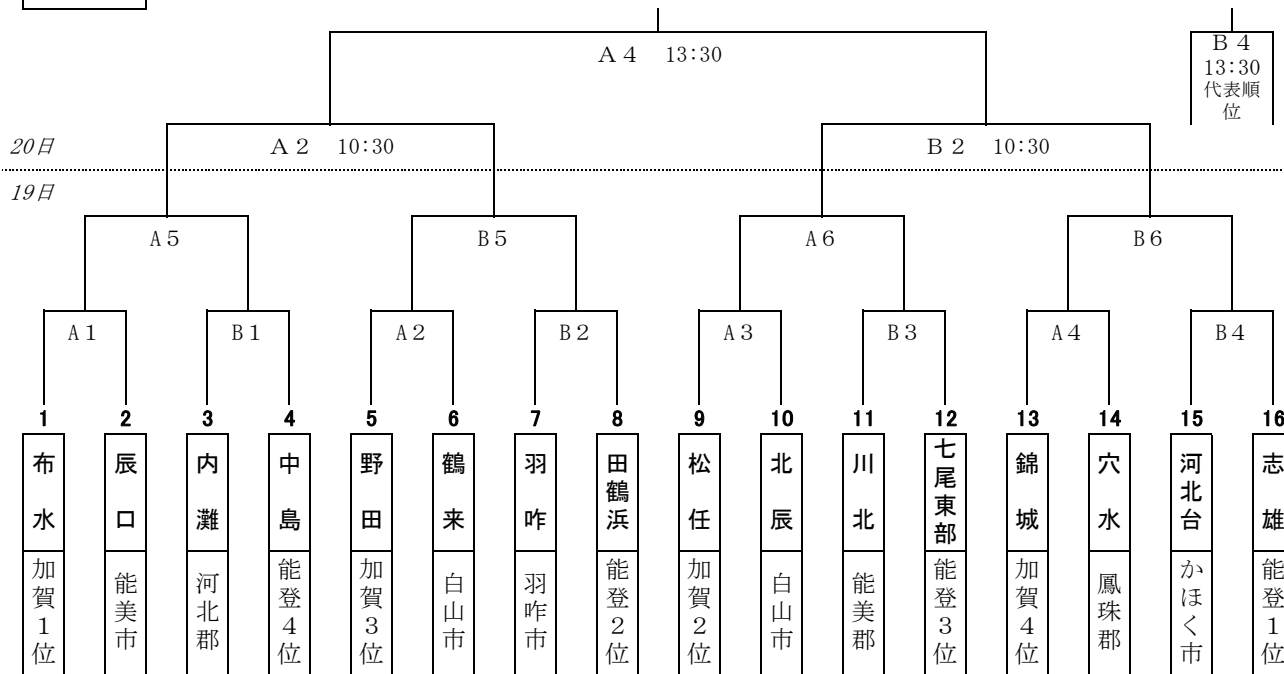 A４　13:30
B４
13:30
代表順
位
20日
A２　10:30
B２　10:30
19日
A５
B５
A６
B６
A１
B１
A２
B２
A３
B３
A４
B４
1
2
3
4
5
6
7
8
9
10
11
12
13
14
15
16
布水
辰口
内灘
中島
野田
鶴来
羽咋
田鶴浜
松任
北辰
川北
七尾東部
錦城
穴水
河北台
志雄
加賀１位
能美市
河北郡
能登４位
加賀３位
白山市
羽咋市
能登２位
加賀２位
白山市
能美郡
能登３位
加賀４位
鳳珠郡
かほく市
能登１位